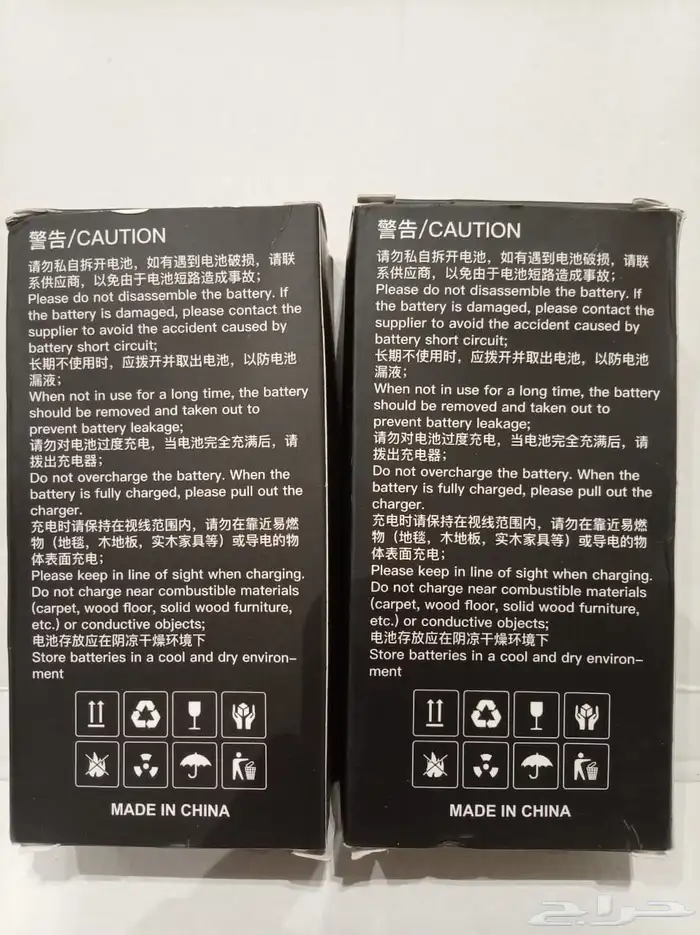 警告/CAUTION
请勿私自拆开电池，如有遇到电池破损，请联
系供应商，以免由于电池短路造成事故；
Please do not disassemble the battery. If
the battery is damaged, please contact the
supplier to avoid the accident caused by
battery short circuit;
长期不使用时，应拨开并取出电池，以防电池
漏液；
When not in use for a long time, the battery
should be removed and taken out to
prevent battery leakage;
请勿对电池过度充电，当电池完全充满后，请
拨出充电器；
Do not overcharge the battery. When the
battery is fully charged, please pull out the
charger.
充电时请保持在视线范围内，请勿在靠近易燃
物（地毯，木地板，实木家具等）或导电的物
体表面充电；
Please keep in line of sight when charging.
Do not charge near combustible materials
(carpet, wood floor, solid wood furniture,
etc.) or conductive objects;
电池存放应在阴凉干燥环境下
Store batteries in a cool and dry environ-
ment
MADE IN CHINA
警告/CAUTION
请勿私自拆开电池，如有遇到电池破损，请联
系供应商，以免由于电池短路造成事故；
Please do not disassemble the battery. If
the battery is damaged, please contact the
supplier to avoid the accident caused by
battery short circuit;
长期不使用时，应拨开并取出电池，以防电池
漏液；
When not in use for a long time, the battery
should be removed and taken out to
prevent battery leakage;
请勿对电池过度充电，当电池完全充满后，请
拨出充电器；
Do not overcharge the battery. When the
battery is fully charged, please pull out the
charger.
充电时请保持在视线范围内，请勿在靠近易燃
物（地毯，木地板，实木家具等）或导电的物
体表面充电；
Please keep in line of sight when charging.
Do not charge near combustible materials
(carpet, wood floor, solid wood furniture,
etc.) or conductive objects;
电池存放应在阴凉干燥环境下
Store batteries in a cool and dry environ-
ment
MADE IN CHINA
حراج